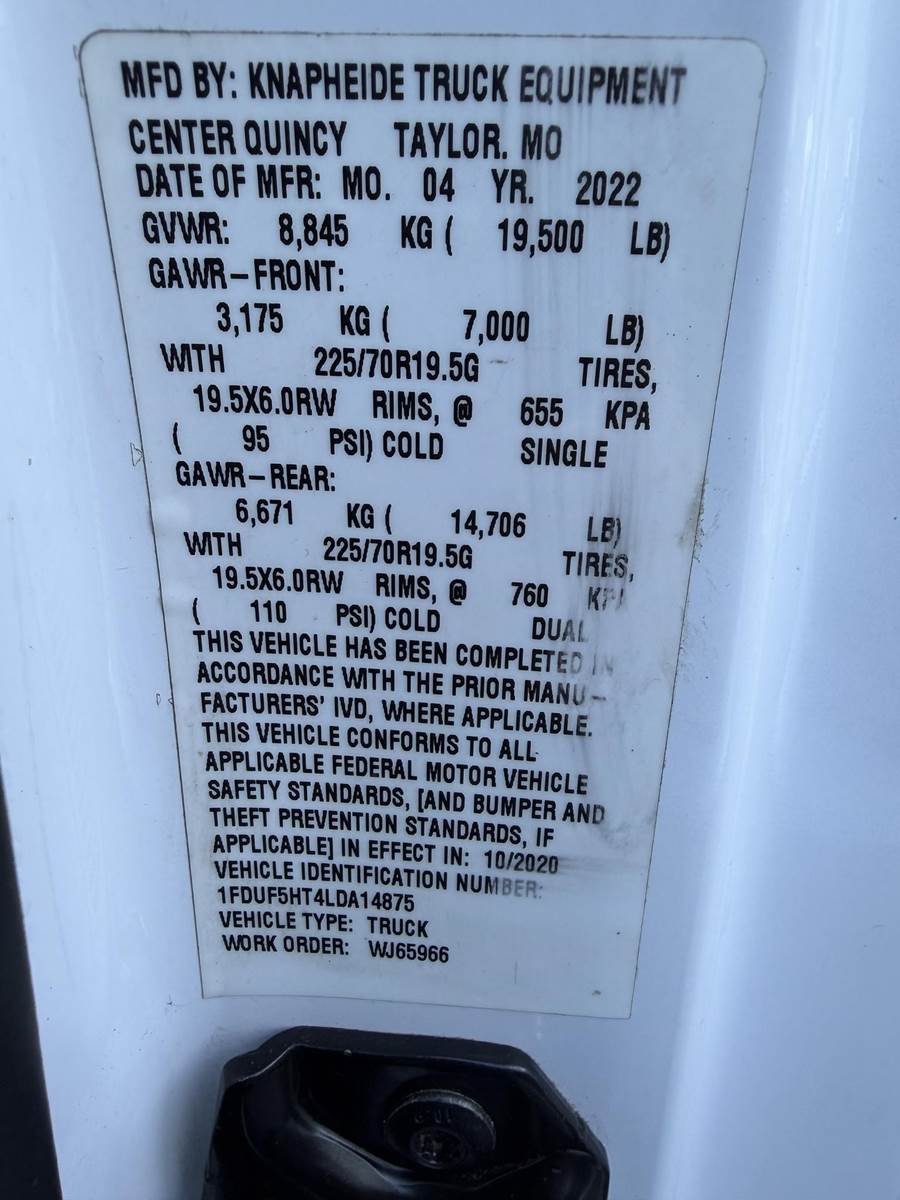 MFD BY: KNAPHEIDE TRUCK EQUIPMENT
CENTER QUINCY TAYLOR. MO
DATE OF MFR: MO. 04 YR. 2022
GVWR: 8,845 KG ( 19,500 LB)
GAWR-FRONT:
3,175 KG ( 7,000 LB)
WITH 225/70R19.5G TIRES,
19.5X6.0RW RIMS, @ 655 KPA
( 95 PSI) COLD SINGLE
GAWR-REAR:
6,671 KG ( 14,706 LB)
WITH 225/70R19.5G TIRES,
19.5X6.0RW RIMS, @ 760 KPA
( 110 PSI) COLD DUAL
THIS VEHICLE HAS BEEN COMPLETED IN
ACCORDANCE WITH THE PRIOR MANU-
FACTURERS' IVD, WHERE APPLICABLE.
THIS VEHICLE CONFORMS TO ALL
APPLICABLE FEDERAL MOTOR VEHICLE
SAFETY STANDARDS, [AND BUMPER AND
THEFT PREVENTION STANDARDS, IF
APPLICABLE] IN EFFECT IN: 10/2020
VEHICLE IDENTIFICATION NUMBER:
1FDUF5HT4LDA14875
VEHICLE TYPE: TRUCK
WORK ORDER: WJ65966